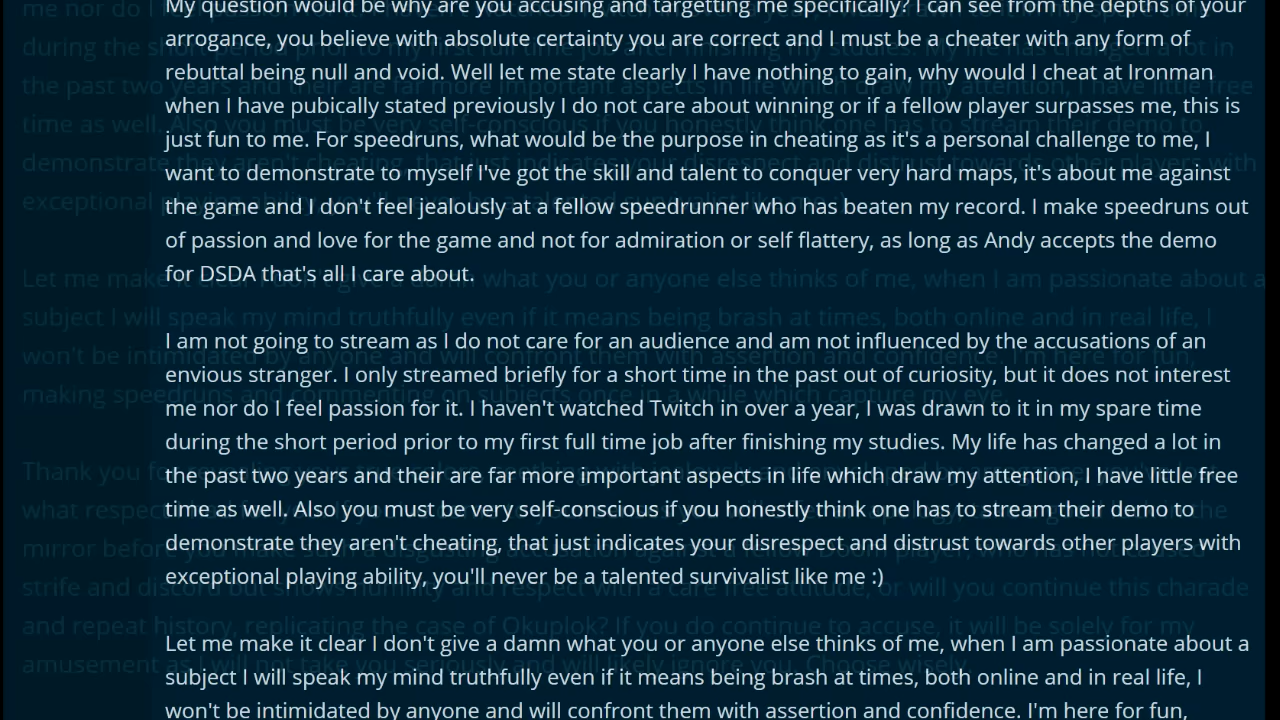 My question would be why are you accusing and targetting me specifically? I can see from the depths of your
arrogance, you believe with absolute certainty you are correct and I must be a cheater with any form of
rebuttal being null and void. Well let me state clearly I have nothing to gain, why would I cheat at Ironman
when I have pubically stated previously I do not care about winning or if a fellow player surpasses me, this is
just fun to me. For speedruns, what would be the purpose in cheating as it's a personal challenge to me, I
want to demonstrate to myself I've got the skill and talent to conquer very hard maps, it's about me against
the game and I don't feel jealously at a fellow speedrunner who has beaten my record. I make speedruns out
of passion and love for the game and not for admiration or self flattery, as long as Andy accepts the demo
for DSDA that's all I care about.
I am not going to stream as I do not care for an audience and am not influenced by the accusations of an
envious stranger. I only streamed briefly for a short time in the past out of curiosity, but it does not interest
me nor do I feel passion for it. I haven't watched Twitch in over a year, I was drawn to it in my spare time
during the short period prior to my first full time job after finishing my studies. My life has changed a lot in
the past two years and their are far more important aspects in life which draw my attention, I have little free
time as well. Also you must be very self-conscious if you honestly think one has to stream their demo to
demonstrate they aren't cheating, that just indicates your disrespect and distrust towards other players with
exceptional playing ability, you'll never be a talented survivalist like me :)
Let me make it clear I don't give a damn what you or anyone else thinks of me, when I am passionate about a
subject I will speak my mind truthfully even if it means being brash at times, both online and in real life, I
won't be intimidated by anyone and will confront them with assertion and confidence. I'm here for fun,